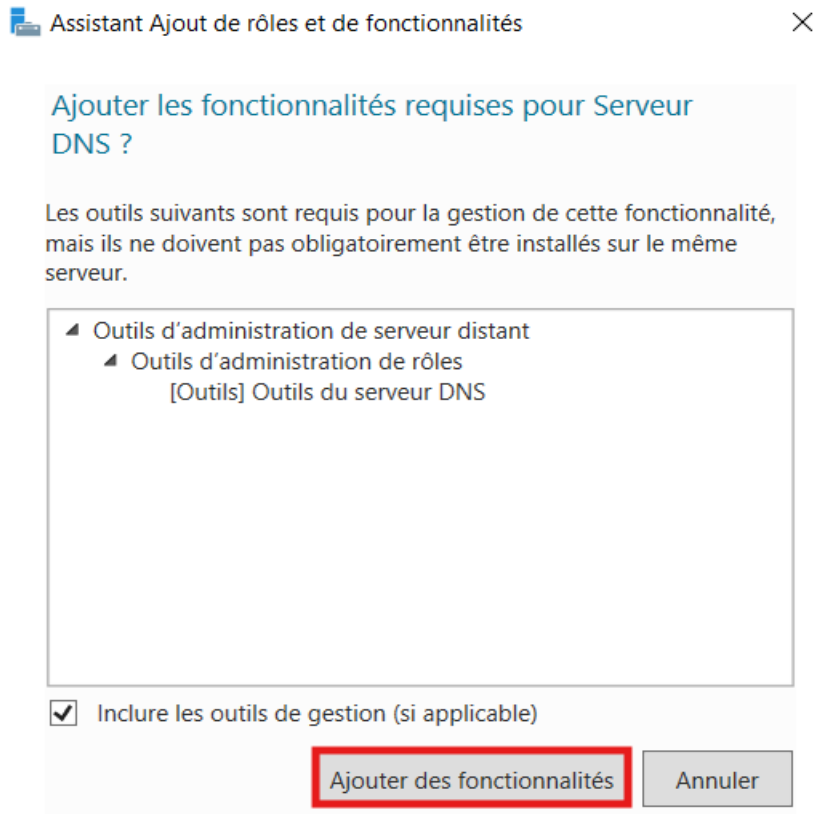 Assistant Ajout de rôles et de fonctionnalités
Ajouter les fonctionnalités requises pour Serveur
DNS ?
Les outils suivants sont requis pour la gestion de cette fonctionnalité,
mais ils ne doivent pas obligatoirement être installés sur le même
serveur.
Outils d’administration de serveur distant
Outils d’administration de rôles
[Outils] Outils du serveur DNS
Inclure les outils de gestion (si applicable)
Ajouter des fonctionnalités
Annuler